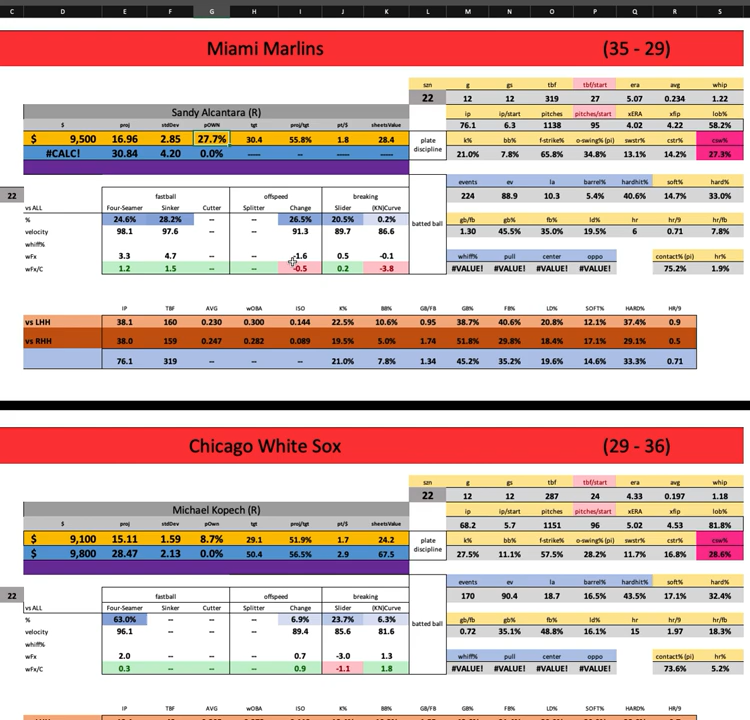 C D E F G H I J K L M N O P Q R S
Miami Marlins (35 - 29)
szn g gs tbf tbf/start era avg whip
22 12 12 319 27 5.07 0.234 1.22
Sandy Alcantara (R) ip ip/start pitches pitches/start xERA xfip lob%
$ proj stdDev pOWN tgt proj/tgt pt/$ sheetsValue 76.1 6.3 1138 95 4.02 4.22 58.2%
$ 9,500 16.96 2.85 27.7% 30.4 55.8% 1.8 28.4 plate discipline k% bb% f-strike% o-swing% (pi) swstr% cstr% csw%
#CALC! 30.84 4.20 0.0% ---- ---- -- ---- 21.0% 7.8% 65.8% 34.8% 13.1% 14.2% 27.3%
22 fastball offspeed breaking events ev la barrel% hardhit% soft% hard%
vs ALL Four-Seamer Sinker Cutter Splitter Change Slider (KN)Curve batted ball 224 88.9 10.3 5.4% 40.6% 14.7% 33.0%
% 24.6% 28.2% -- -- 26.5% 20.5% 0.2% gb/fb gb% fb% ld% hr hr/9 hr/fb
velocity 98.1 97.6 -- -- 91.3 89.7 86.6 1.30 45.5% 35.0% 10.3% 6 0.71 7.8%
whiff%
wFx 3.3 4.7 -- -- -1.6 0.5 -0.1 whiff% pull center oppo contact% (pi) hr%
wFx/C 1.2 1.5 -- -- -0.5 0.2 -3.8 #VALUE! #VALUE! #VALUE! #VALUE! 75.2% 1.9%
IP TBF AVG wOBA ISO K% BB% GB/FB GB% FB% LD% SOFT% HARD% HR/9
vs LHH 38.1 160 0.230 0.300 0.144 22.5% 10.6% 0.95 38.7% 40.6% 20.8% 12.1% 37.4% 0.9
vs RHH 38.0 159 0.247 0.282 0.089 19.5% 5.0% 1.74 51.8% 29.8% 18.4% 17.1% 29.1% 0.5
76.1 319 -- -- -- 21.0% 7.8% 1.34 45.2% 35.2% 19.6% 14.6% 33.3% 0.71
Chicago White Sox (29 - 36)
szn g gs tbf tbf/start era avg whip
22 12 12 287 24 4.33 0.197 1.18
Michael Kopech (R) ip ip/start pitches pitches/start xERA xfip lob%
$ proj stdDev pOwn tgt proj/tgt pt/$ sheetsValue 68.2 5.7 1151 96 5.02 4.53 81.8%
$ 9,100 15.11 1.59 8.7% 29.1 51.9% 1.7 24.2 plate discipline k% bb% f-strike% o-swing% (pi) swstr% cstr% csw%
$ 9,800 28.47 2.13 0.0% 50.4 56.5% 2.9 67.5 27.5% 11.1% 57.5% 28.2% 11.7% 16.8% 28.6%
22 fastball offspeed breaking events ev la barrel% hardhit% soft% hard%
vs ALL Four-Seamer Sinker Cutter Splitter Change Slider (KN)Curve batted ball 170 90.4 18.7 16.5% 43.5% 17.1% 32.4%
% 63.0% -- -- -- 6.9% 23.7% 6.3% gb/fb gb% fb% ld% hr hr/9 hr/fb
velocity 96.1 -- -- -- 89.4 85.6 81.6 0.72 35.1% 48.8% 16.1% 15 1.97 18.3%
whiff%
wFx 2.0 -- -- -- 0.7 -3.0 1.3 whiff% pull center oppo contact% (pi) hr%
wFx/C 0.3 -- -- -- 0.9 -1.1 1.8 #VALUE! #VALUE! #VALUE! #VALUE! 73.6% 5.2%
IP TBF AVG wOBA ISO K% BB% GB/FB GB% FB% LD% SOFT% HARD% HR/9